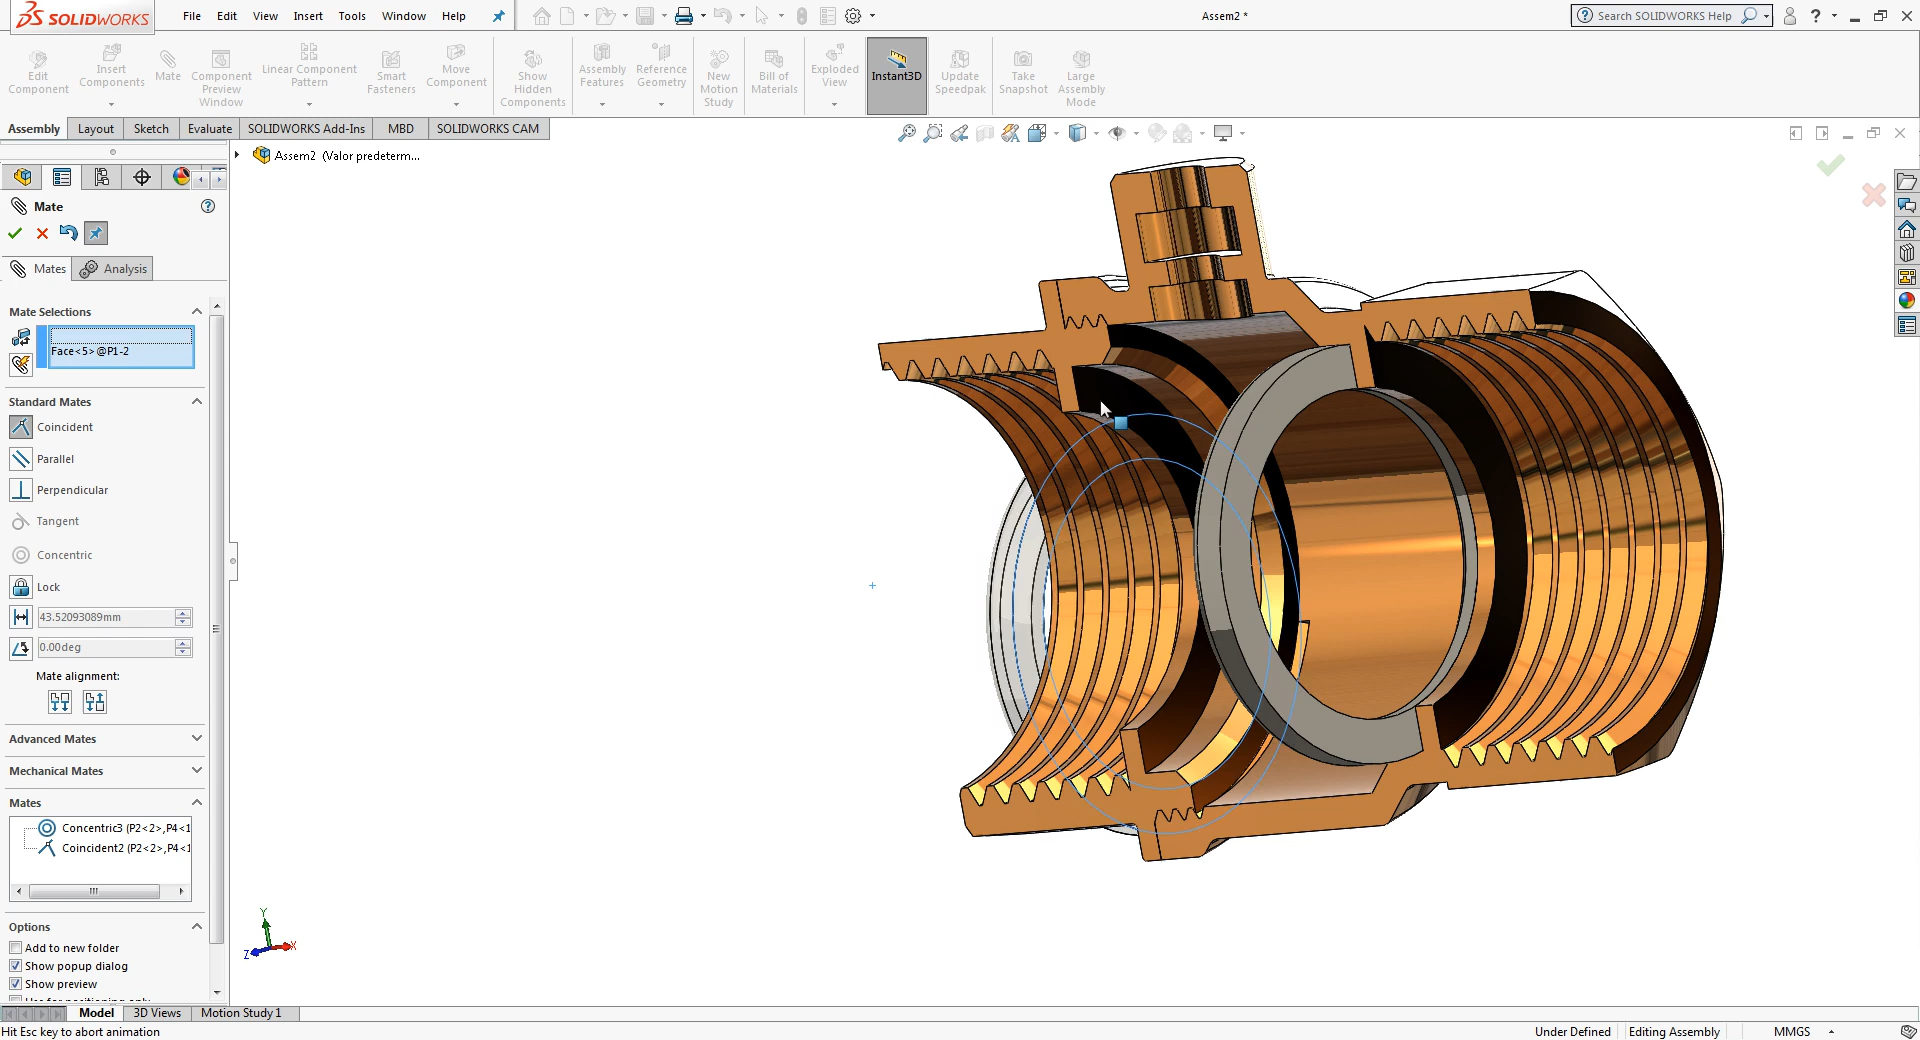 SOLIDWORKS
File Edit View Insert Tools Window Help
Assem2 *
Search SOLIDWORKS Help
Edit Component
Insert Components
Mate
Component Preview Window
Linear Component Pattern
Smart Fasteners
Move Component
Show Hidden Components
Assembly Features
Reference Geometry
New Motion Study
Bill of Materials
Exploded View
Instant3D
Update Speedpak
Take Snapshot
Large Assembly Mode
Assembly Layout Sketch Evaluate SOLIDWORKS Add-Ins MBD SOLIDWORKS CAM
Assem2 (Valor predeterm...
Mate
Mates Analysis
Mate Selections
Face<5>@P1-2
Standard Mates
Coincident
Parallel
Perpendicular
Tangent
Concentric
Lock
43.52093089mm
0.00deg
Mate alignment:
Advanced Mates
Mechanical Mates
Mates
Concentric3 (P2<2>,P4<1
Coincident2 (P2<2>,P4<1
Options
Add to new folder
Show popup dialog
Show preview
Y
Z X
Model 3D Views Motion Study 1
Hit Esc key to abort animation
Under Defined Editing Assembly MMGS